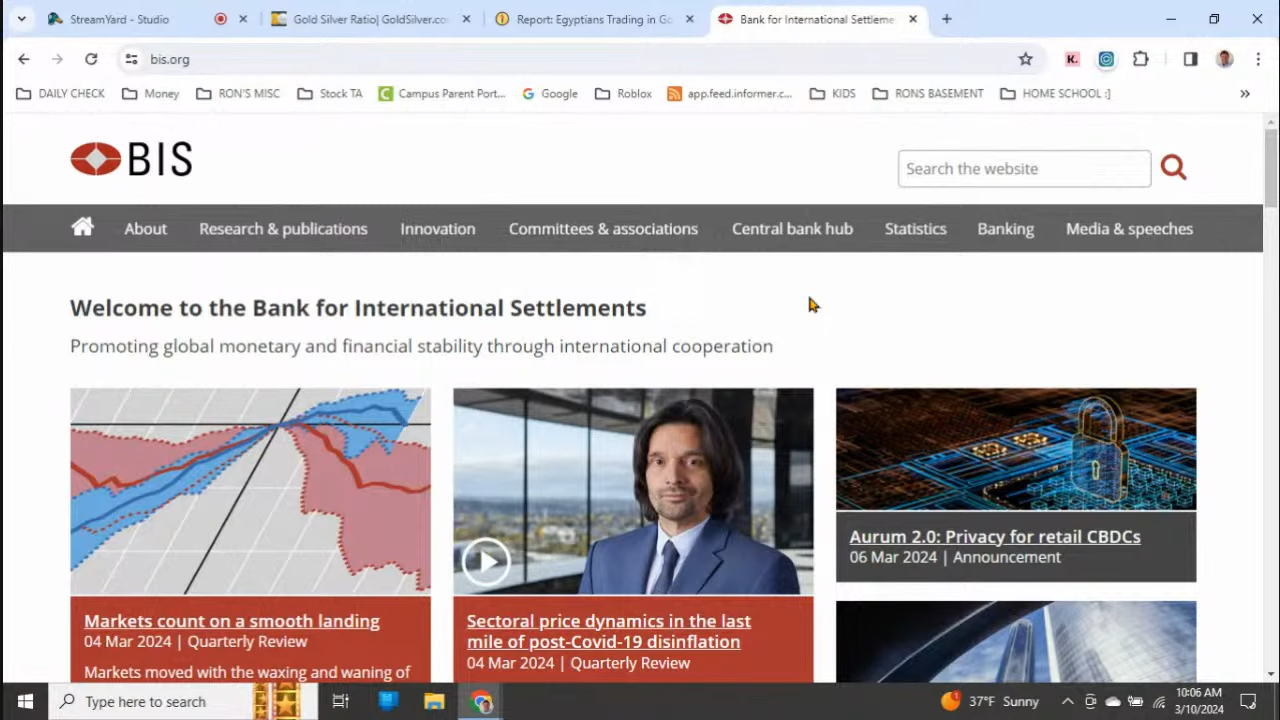 StreamYard - Studio
Gold Silver Ratio| GoldSilver.co
Report: Egyptians Trading in Go
Bank for International Settleme
bis.org
K.
DAILY CHECK
Money
RON'S MISC
Stock TA
Campus Parent Port...
Google
Roblox
app.feed.informer.c...
KIDS
RONS BASEMENT
HOME SCHOOL :]
»
BIS
Search the website
About
Research & publications
Innovation
Committees & associations
Central bank hub
Statistics
Banking
Media & speeches
Welcome to the Bank for International Settlements
Promoting global monetary and financial stability through international cooperation
Markets count on a smooth landing
04 Mar 2024 | Quarterly Review
Markets moved with the waxing and waning of
Sectoral price dynamics in the last
mile of post-Covid-19 disinflation
04 Mar 2024 | Quarterly Review
Aurum 2.0: Privacy for retail CBDCs
06 Mar 2024 | Announcement
Type here to search
1
37°F Sunny
10:06 AM
3/10/2024